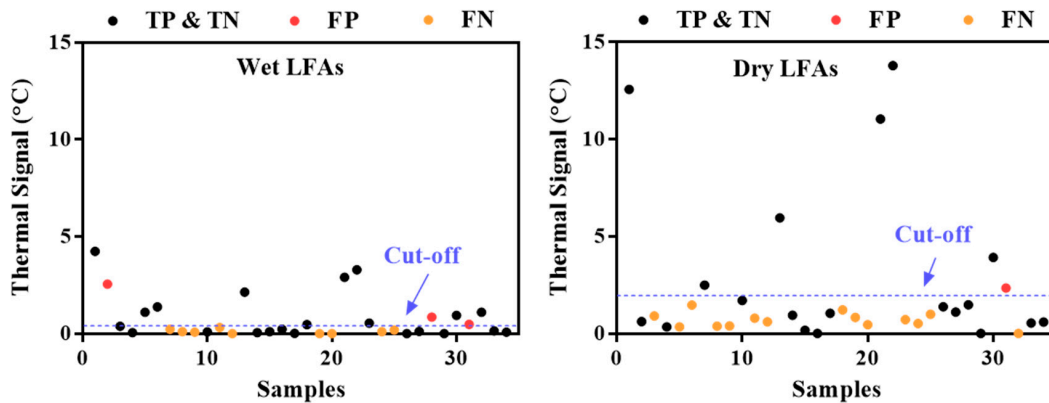 TP & TN FP FN
Wet LFAs
Thermal Signal (°C)
15
10
5
0
Cut-off
0 10 20 30
Samples
TP & TN FP FN
Dry LFAs
Thermal Signal (°C)
15
10
5
0
Cut-off
0 10 20 30
Samples